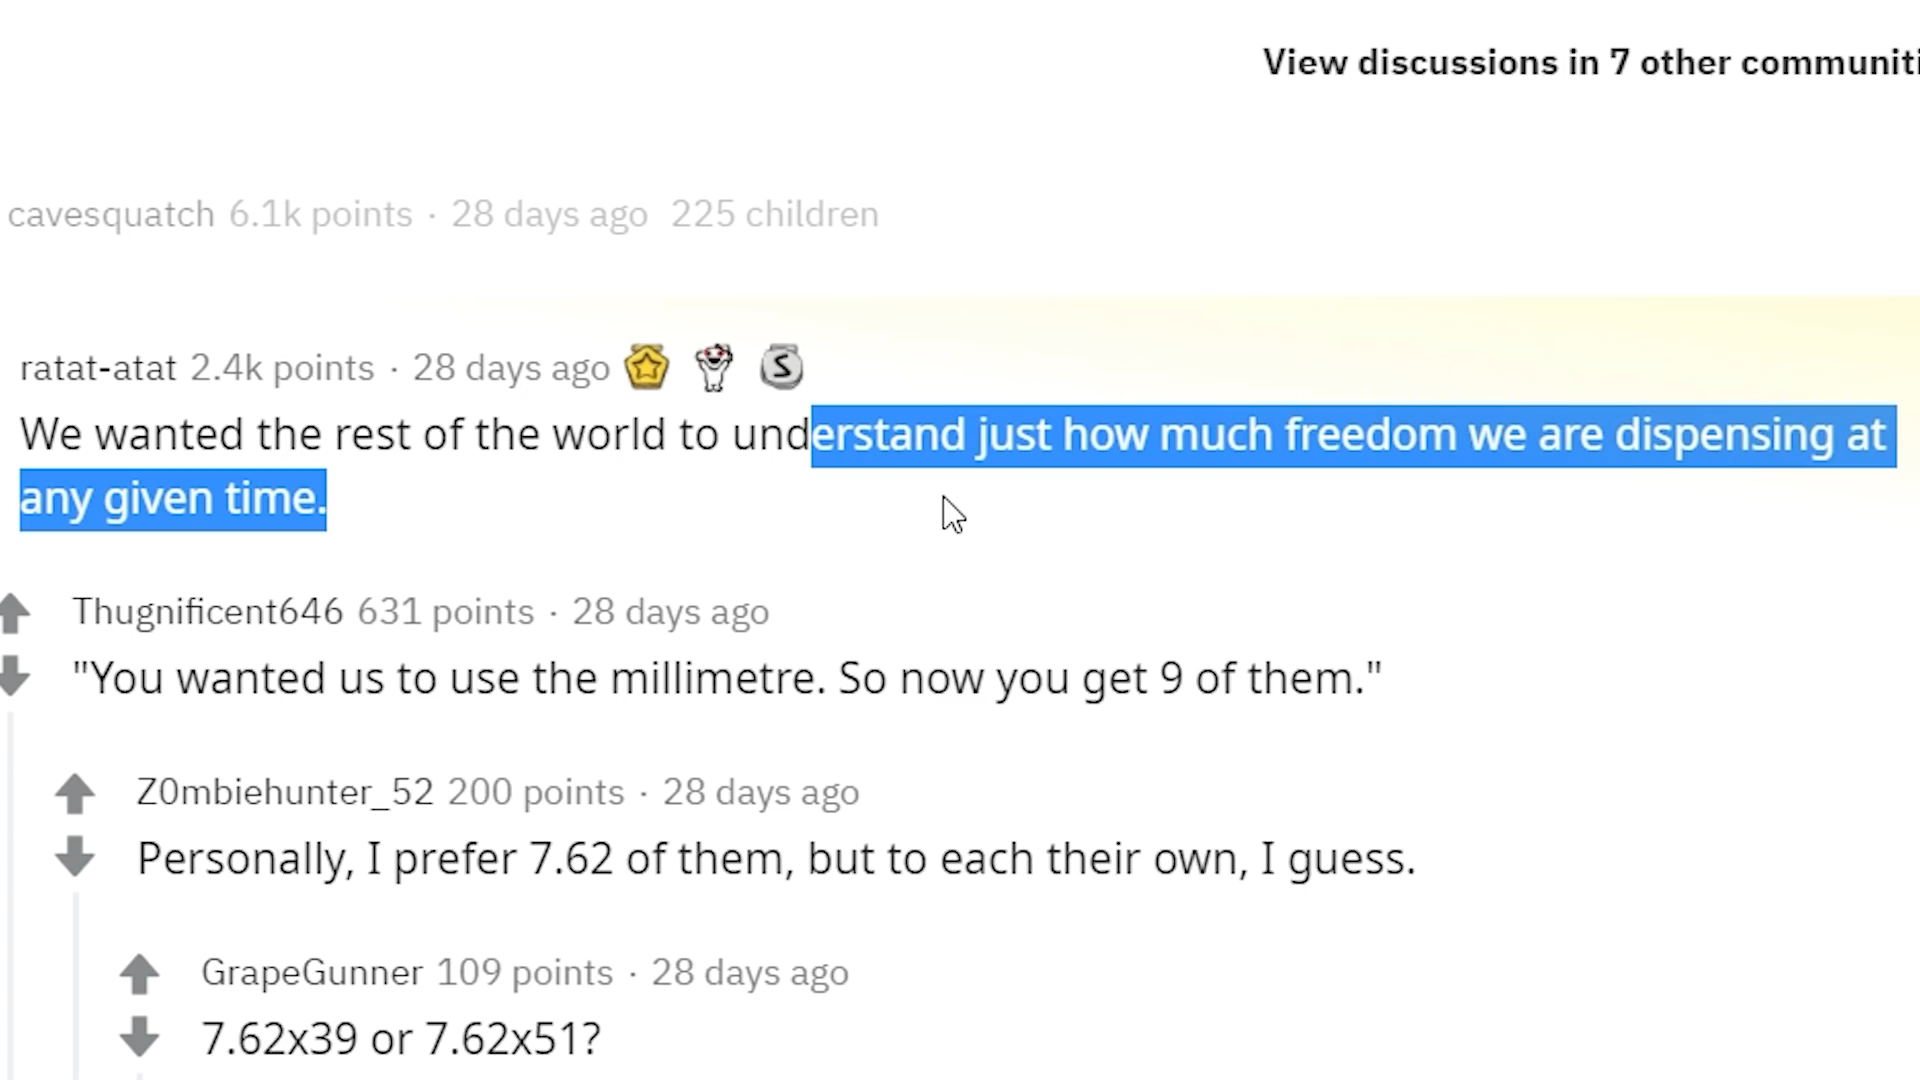 View discussions in 7 other communiti
cavesquatch 6.1k points · 28 days ago 225 children
ratat-atat 2.4k points · 28 days ago S
We wanted the rest of the world to understand just how much freedom we are dispensing at
any given time.
Thugnificent646 631 points · 28 days ago
"You wanted us to use the millimetre. So now you get 9 of them."
Z0mbiehunter_52 200 points · 28 days ago
Personally, I prefer 7.62 of them, but to each their own, I guess.
GrapeGunner 109 points · 28 days ago
7.62x39 or 7.62x51?